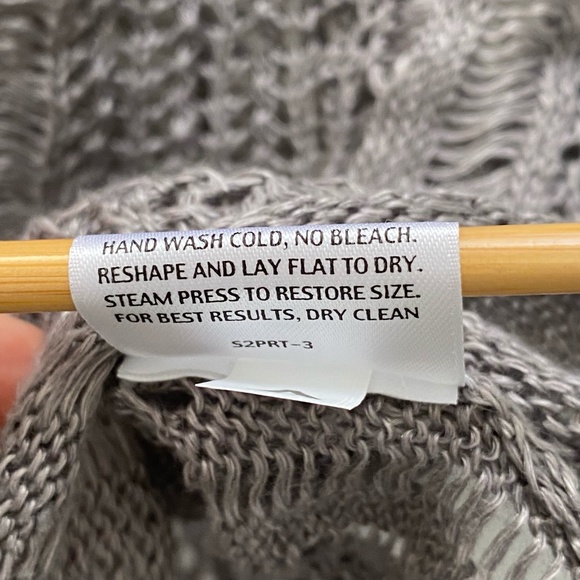 HAND WASH COLD, NO BLEACH.
RESHAPE AND LAY FLAT TO DRY.
STEAM PRESS TO RESTORE SIZE.
FOR BEST RESULTS, DRY CLEAN
S2PRT-3